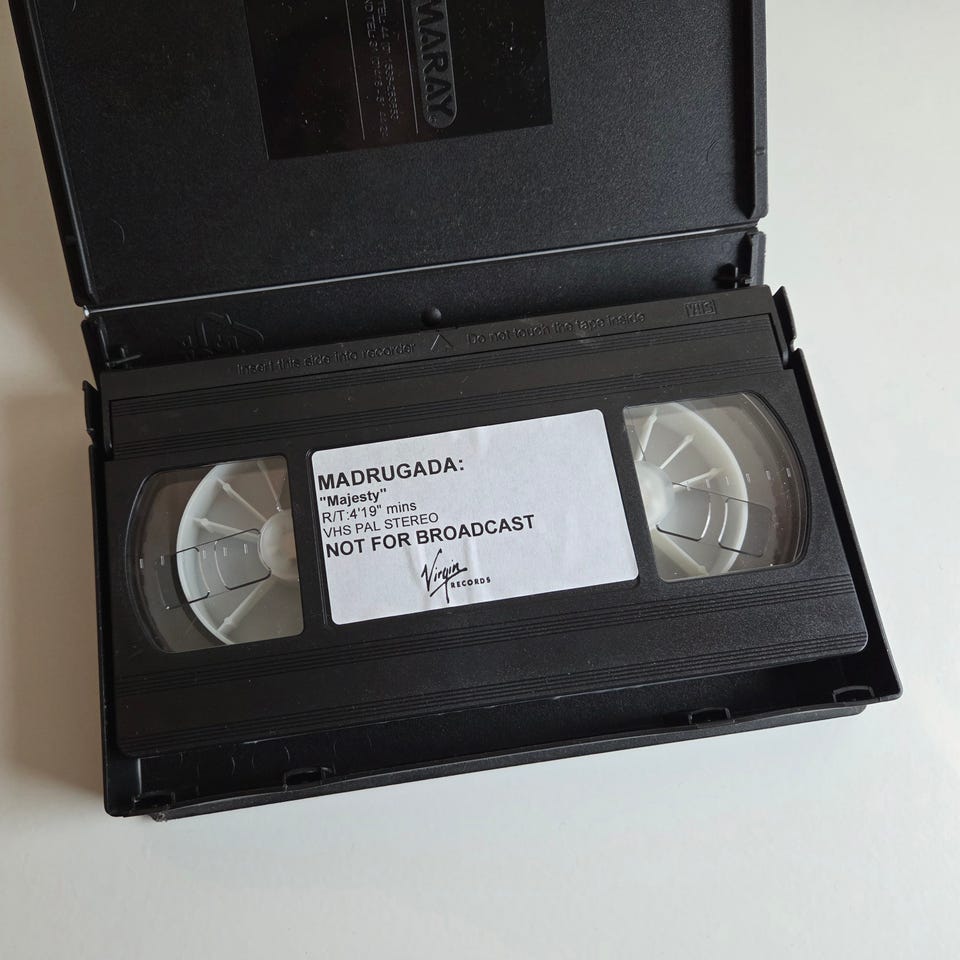 AMARAY
Insert this side into recorder
Do not touch the tape inside
VHS
MADRUGADA:
"Majesty"
R/T:4'19" mins
VHS PAL STEREO
NOT FOR BROADCAST
Virgin
RECORDS